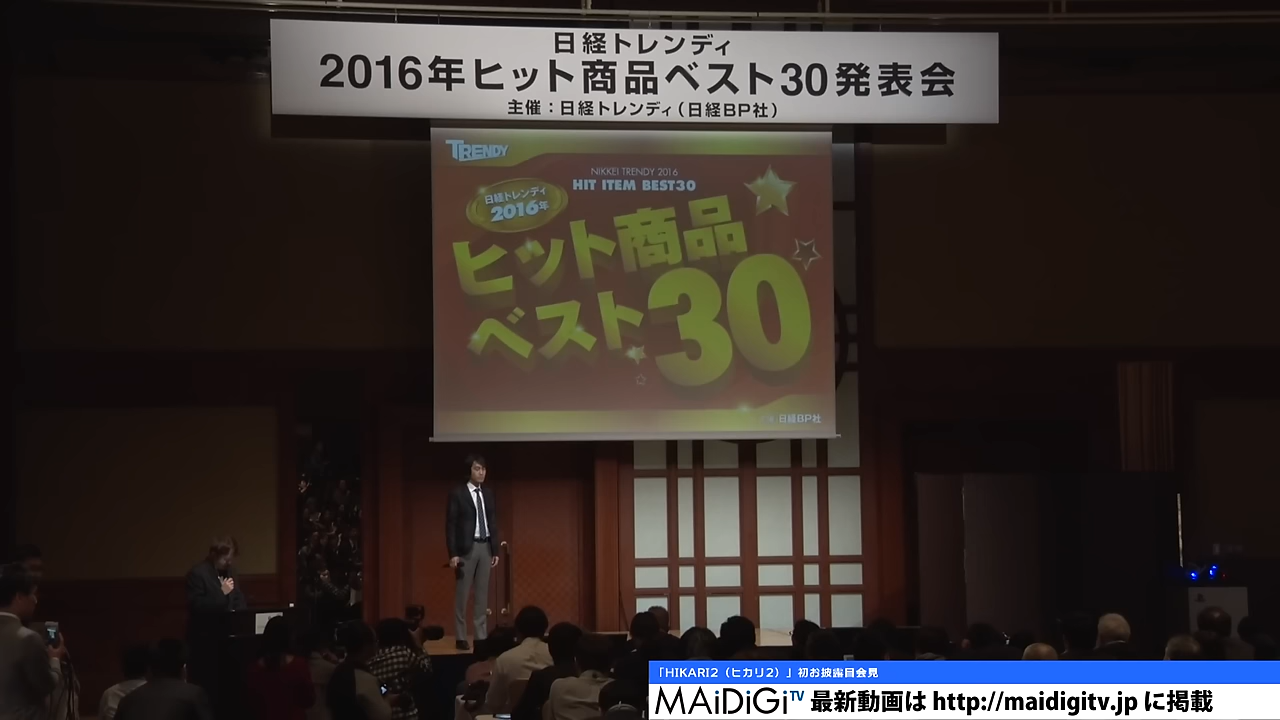 日経トレンディ
2016年ヒット商品ベスト30発表会
主催：日経トレンディ（日経BP社）
TRENDY
NIKKEI TRENDY 2016
HIT ITEM BEST30
日経トレンディ
2016年
ヒット商品
ベスト30
日経BP社
「HIKARI2（ヒカリ2）」初お披露目会見
MAiDiGiTV 最新動画は http://maidigitv.jp に掲載